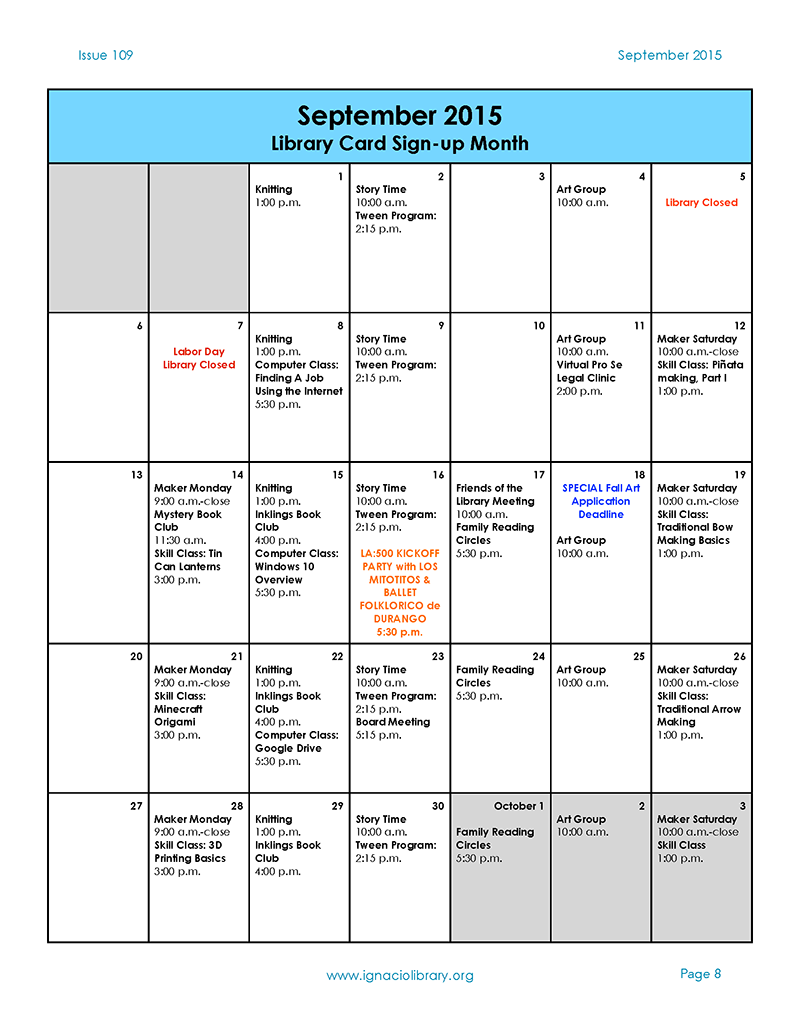 Issue 109
September 2015
September 2015
Library Card Sign-up Month
1
Knitting
1:00 p.m.
2
Story Time
10:00 a.m.
Tween Program:
2:15 p.m.
3
4
Art Group
10:00 a.m.
5
Library Closed
6
7
Labor Day
Library Closed
8
Knitting
1:00 p.m.
Computer Class:
Finding A Job
Using the Internet
5:30 p.m.
9
Story Time
10:00 a.m.
Tween Program:
2:15 p.m.
10
11
Art Group
10:00 a.m.
Virtual Pro Se
Legal Clinic
2:00 p.m.
12
Maker Saturday
10:00 a.m.-close
Skill Class: Piñata
making, Part I
1:00 p.m.
13
14
Maker Monday
9:00 a.m.-close
Mystery Book
Club
11:30 a.m.
Skill Class: Tin
Can Lanterns
3:00 p.m.
15
Knitting
1:00 p.m.
Inklings Book
Club
4:00 p.m.
Computer Class:
Windows 10
Overview
5:30 p.m.
16
Story Time
10:00 a.m.
Tween Program:
2:15 p.m.
LA:500 KICKOFF
PARTY with LOS
MITOTITOS &
BALLET
FOLKLORICO de
DURANGO
5:30 p.m.
17
Friends of the
Library Meeting
10:00 a.m.
Family Reading
Circles
5:30 p.m.
18
SPECIAL Fall Art
Application
Deadline
Art Group
10:00 a.m.
19
Maker Saturday
10:00 a.m.-close
Skill Class:
Traditional Bow
Making Basics
1:00 p.m.
20
21
Maker Monday
9:00 a.m.-close
Skill Class:
Minecraft
Origami
3:00 p.m.
22
Knitting
1:00 p.m.
Inklings Book
Club
4:00 p.m.
Computer Class:
Google Drive
5:30 p.m.
23
Story Time
10:00 a.m.
Tween Program:
2:15 p.m.
Board Meeting
5:15 p.m.
24
Family Reading
Circles
5:30 p.m.
25
Art Group
10:00 a.m.
26
Maker Saturday
10:00 a.m.-close
Skill Class:
Traditional Arrow
Making
1:00 p.m.
27
28
Maker Monday
9:00 a.m.-close
Skill Class: 3D
Printing Basics
3:00 p.m.
29
Knitting
1:00 p.m.
Inklings Book
Club
4:00 p.m.
30
Story Time
10:00 a.m.
Tween Program:
2:15 p.m.
October 1
Family Reading
Circles
5:30 p.m.
2
Art Group
10:00 a.m.
3
Maker Saturday
10:00 a.m.-close
Skill Class
1:00 p.m.
www.ignaciolibrary.org
Page 8